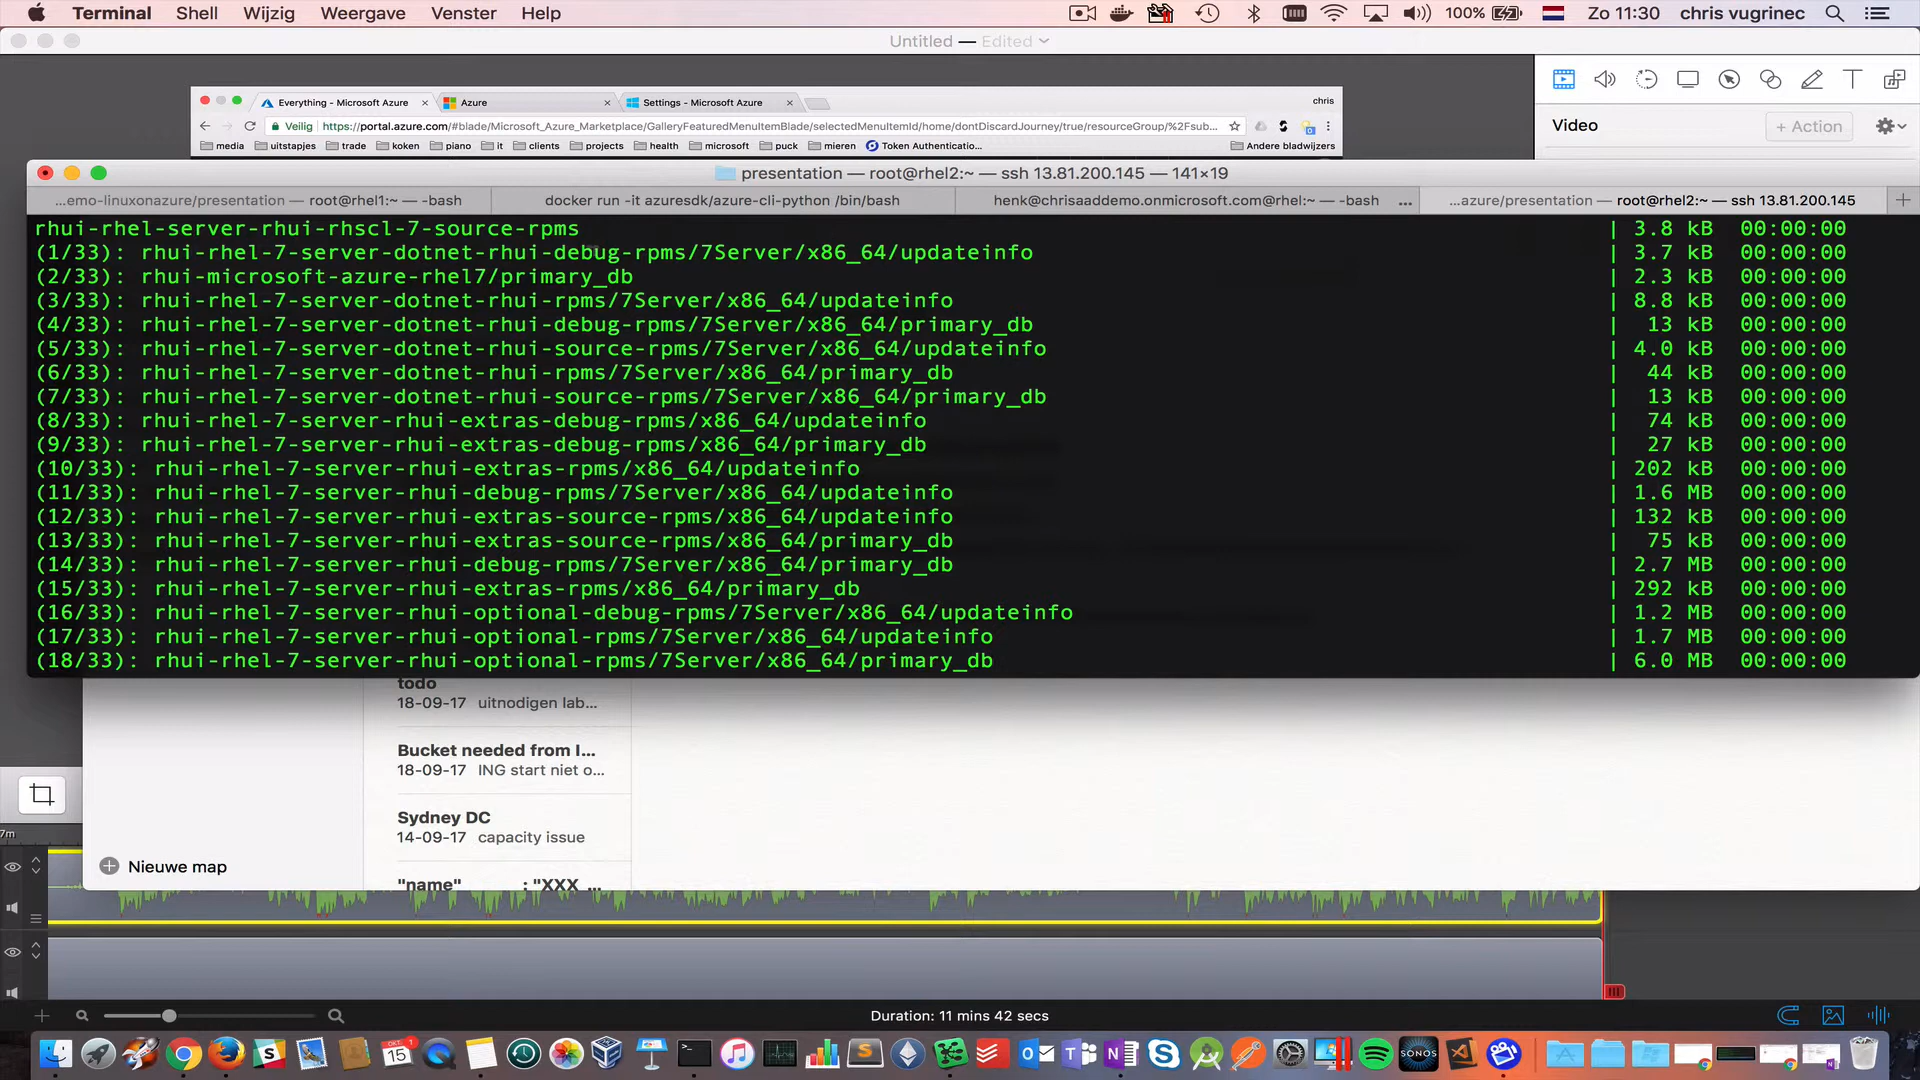 Terminal Shell Wijzig Weergave Venster Help 100% Zo 11:30 chris vugrinec
Untitled — Edited
Everything - Microsoft Azure Azure Settings - Microsoft Azure chris
Veilig https://portal.azure.com/#blade/Microsoft_Azure_Marketplace/GalleryFeaturedMenuItemBlade/selectedMenuItemId/home/dontDiscardJourney/true/resourceGroup/%2Fsub...
media uitstapjes trade koken piano it clients projects health microsoft puck mieren Token Authenticatio... Andere bladwijzers
Video + Action
presentation — root@rhel2:~ — ssh 13.81.200.145 — 141×19
...emo-linuxonazure/presentation — root@rhel1:~ — -bash docker run -it azuresdk/azure-cli-python /bin/bash henk@chrisaaddemo.onmicrosoft.com@rhel:~ — -bash ... ...azure/presentation — root@rhel2:~ — ssh 13.81.200.145
rhui-rhel-server-rhui-rhscl-7-source-rpms | 3.8 kB 00:00:00
(1/33): rhui-rhel-7-server-dotnet-rhui-debug-rpms/7Server/x86_64/updateinfo | 3.7 kB 00:00:00
(2/33): rhui-microsoft-azure-rhel7/primary_db | 2.3 kB 00:00:00
(3/33): rhui-rhel-7-server-dotnet-rhui-rpms/7Server/x86_64/updateinfo | 8.8 kB 00:00:00
(4/33): rhui-rhel-7-server-dotnet-rhui-debug-rpms/7Server/x86_64/primary_db | 13 kB 00:00:00
(5/33): rhui-rhel-7-server-dotnet-rhui-source-rpms/7Server/x86_64/updateinfo | 4.0 kB 00:00:00
(6/33): rhui-rhel-7-server-dotnet-rhui-rpms/7Server/x86_64/primary_db | 44 kB 00:00:00
(7/33): rhui-rhel-7-server-dotnet-rhui-source-rpms/7Server/x86_64/primary_db | 13 kB 00:00:00
(8/33): rhui-rhel-7-server-rhui-extras-debug-rpms/x86_64/updateinfo | 74 kB 00:00:00
(9/33): rhui-rhel-7-server-rhui-extras-debug-rpms/x86_64/primary_db | 27 kB 00:00:00
(10/33): rhui-rhel-7-server-rhui-extras-rpms/x86_64/updateinfo | 202 kB 00:00:00
(11/33): rhui-rhel-7-server-rhui-debug-rpms/7Server/x86_64/updateinfo | 1.6 MB 00:00:00
(12/33): rhui-rhel-7-server-rhui-extras-source-rpms/x86_64/updateinfo | 132 kB 00:00:00
(13/33): rhui-rhel-7-server-rhui-extras-source-rpms/x86_64/primary_db | 75 kB 00:00:00
(14/33): rhui-rhel-7-server-rhui-debug-rpms/7Server/x86_64/primary_db | 2.7 MB 00:00:00
(15/33): rhui-rhel-7-server-rhui-extras-rpms/x86_64/primary_db | 292 kB 00:00:00
(16/33): rhui-rhel-7-server-rhui-optional-debug-rpms/7Server/x86_64/updateinfo | 1.2 MB 00:00:00
(17/33): rhui-rhel-7-server-rhui-optional-rpms/7Server/x86_64/updateinfo | 1.7 MB 00:00:00
(18/33): rhui-rhel-7-server-rhui-optional-rpms/7Server/x86_64/primary_db | 6.0 MB 00:00:00
todo
18-09-17 uitnodigen lab...
Bucket needed from I...
18-09-17 ING start niet o...
Sydney DC
14-09-17 capacity issue
"name" : "XXX ...
Nieuwe map
7m
Duration: 11 mins 42 secs
OKT. 1
15
SONOS